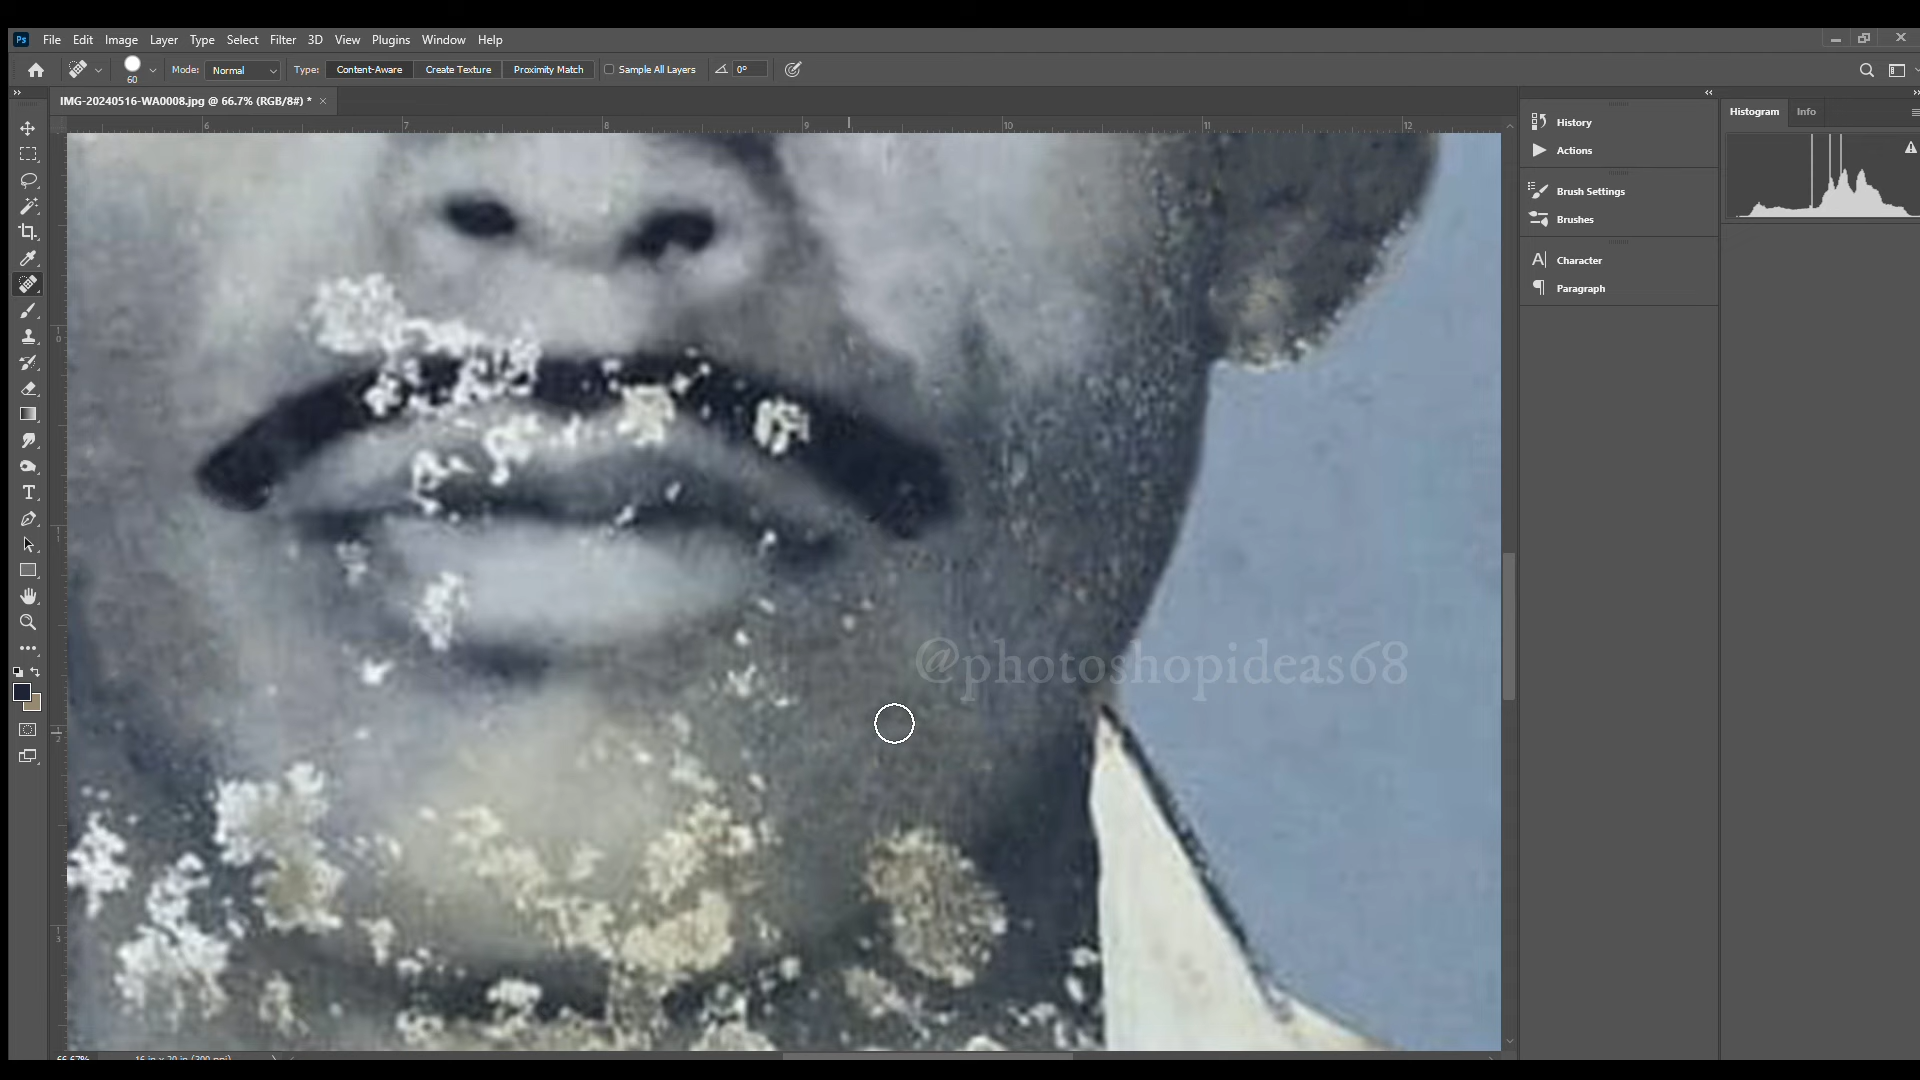 Ps File Edit Image Layer Type Select Filter 3D View Plugins Window Help
60 Mode: Normal Type: Content-Aware Create Texture Proximity Match Sample All Layers 0°
IMG-20240516-WA0008.jpg @ 66.7% (RGB/8#) * ×
6 7 8 9 10 11 12
History
Actions
Brush Settings
Brushes
Character
Paragraph
Histogram Info
@photoshopideas68